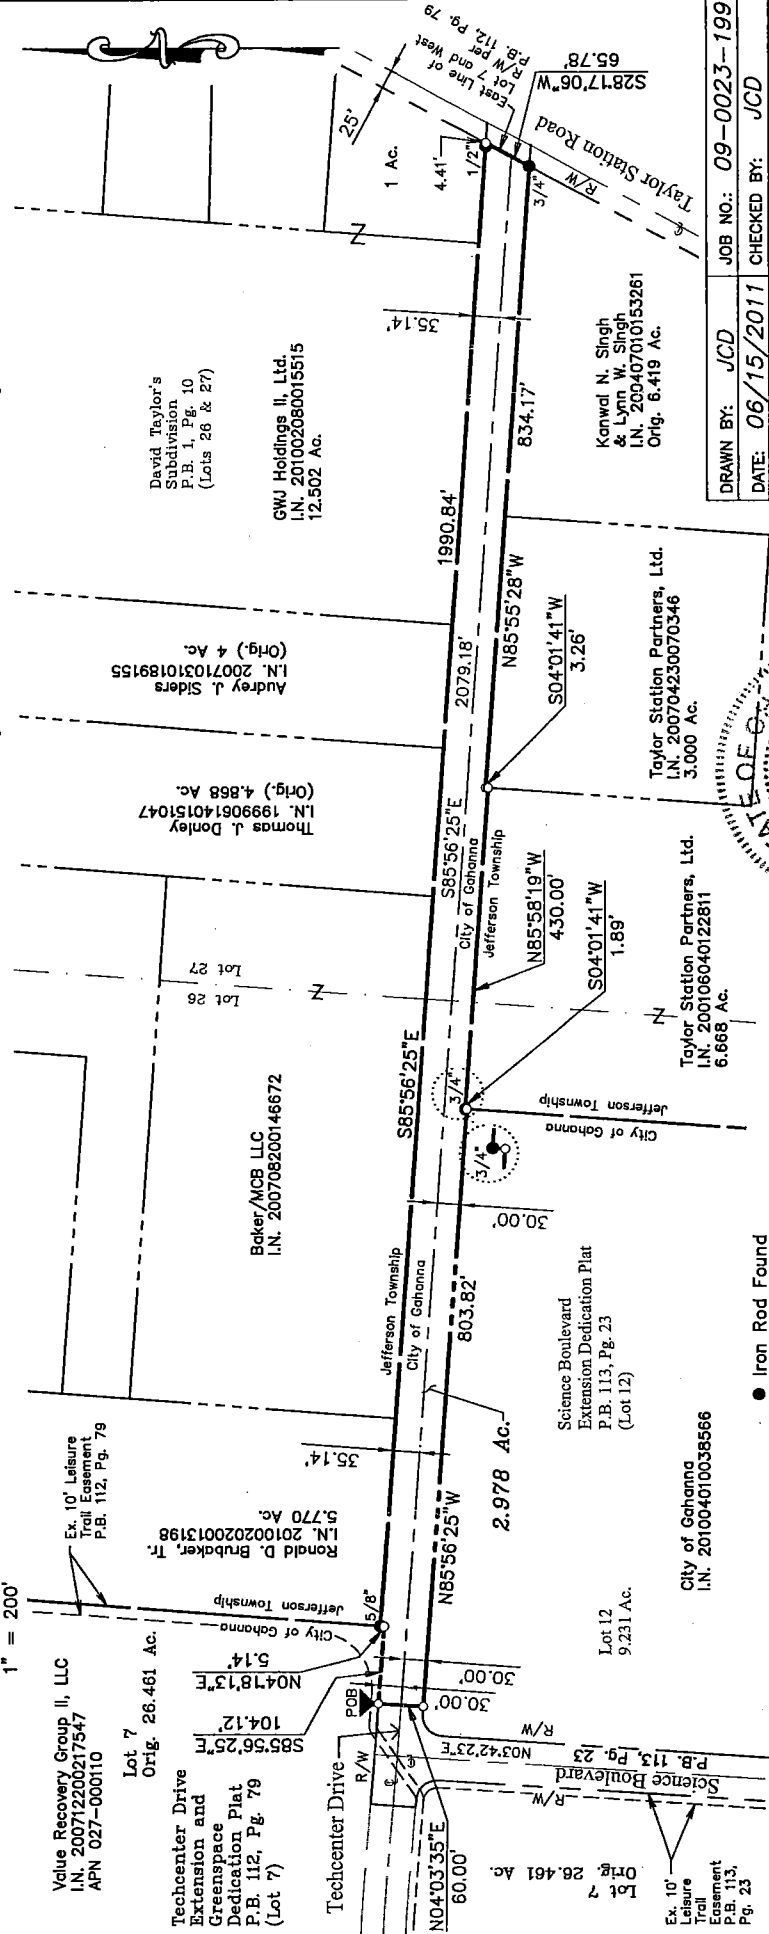 1" = 200'
Value Recovery Group II, LLC
I.N. 200712200217547
APN 027-000110
Lot 7
Orig. 26.461 Ac.
Techcenter Drive
Extension and
Greenspace
Dedication Plat
P.B. 112, Pg. 79
(Lot 7)
Ex. 10' Leisure
Trail Easement
P.B. 112, Pg. 79
City of Gahanna
Jefferson Township
Ronald D. Brubaker, Tr.
I.N. 201002020013198
5.770 Ac.
Baker/MCB LLC
I.N. 200708200146672
Lot 26
Lot 27
Thomas J. Donley
I.N. 199906140151047
(Orig.) 4.868 Ac.
Audrey J. Siders
I.N. 200710310189155
(Orig.) 4 Ac.
David Taylor's
Subdivision
P.B. 1, Pg. 10
(Lots 26 & 27)
GWJ Holdings II, Ltd.
I.N. 201002080015515
12.502 Ac.
1 Ac.
N
25'
East Line of
Lot 7 and West
R/W per
P.B. 112, Pg. 79
S28°17'06"W
65.78'
4.41'
1/2"
3/4"
Taylor Station Road
R/W
℄
Techcenter Drive
R/W
℄
℄
POB
S85°56'25"E
104.12'
N04°18'13"E
5.14'
5/8"
35.14'
Jefferson Township
City of Gahanna
S85°56'25"E
S85°56'25"E
1990.84'
2079.18'
City of Gahanna
Jefferson Township
35.14'
N04°03'35"E
60.00'
30.00'
30.00'
N85°56'25"W
803.82'
2.978 Ac.
30.00'
3/4"
3/4"
S04°01'41"W
1.89'
N85°58'19"W
430.00'
S04°01'41"W
3.26'
N85°55'28"W
834.17'
Lot 7
Orig. 26.461 Ac.
Ex. 10'
Leisure
Trail
Easement
P.B. 113,
Pg. 23
R/W
Science Boulevard
P.B. 113, Pg. 23
N03°42'23"E
R/W
Lot 12
9.231 Ac.
City of Gahanna
I.N. 201004010038566
Science Boulevard
Extension Dedication Plat
P.B. 113, Pg. 23
(Lot 12)
City of Gahanna
Jefferson Township
Z
Z
Z
Taylor Station Partners, Ltd.
I.N. 200106040122811
6.668 Ac.
Taylor Station Partners, Ltd.
I.N. 200704230070346
3.000 Ac.
Kanwal N. Singh
& Lynn W. Singh
I.N. 200407010153261
Orig. 6.419 Ac.
● Iron Rod Found
ATE OF O
DRAWN BY: JCD
JOB NO.: 09-0023-199
DATE: 06/15/2011
CHECKED BY: JCD